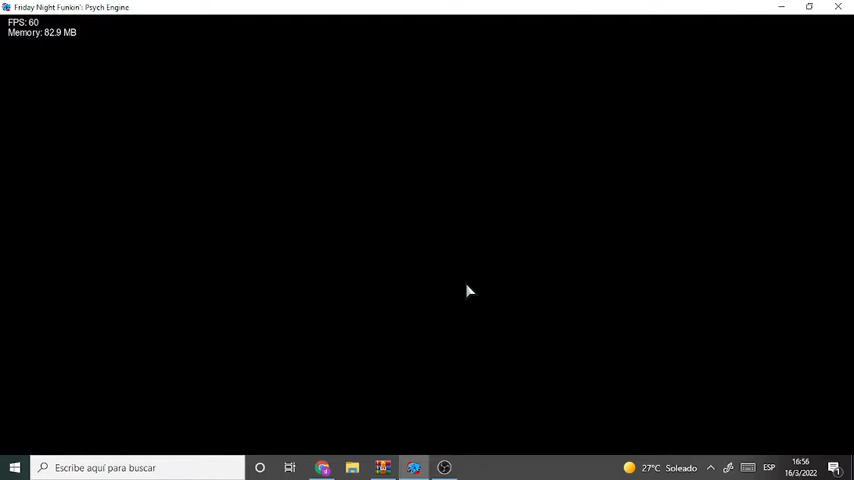 Friday Night Funkin': Psych Engine
FPS: 60
Memory: 82.9 MB
Escribe aquí para buscar
27°C Soleado
ESP
16:56
16/3/2022
1